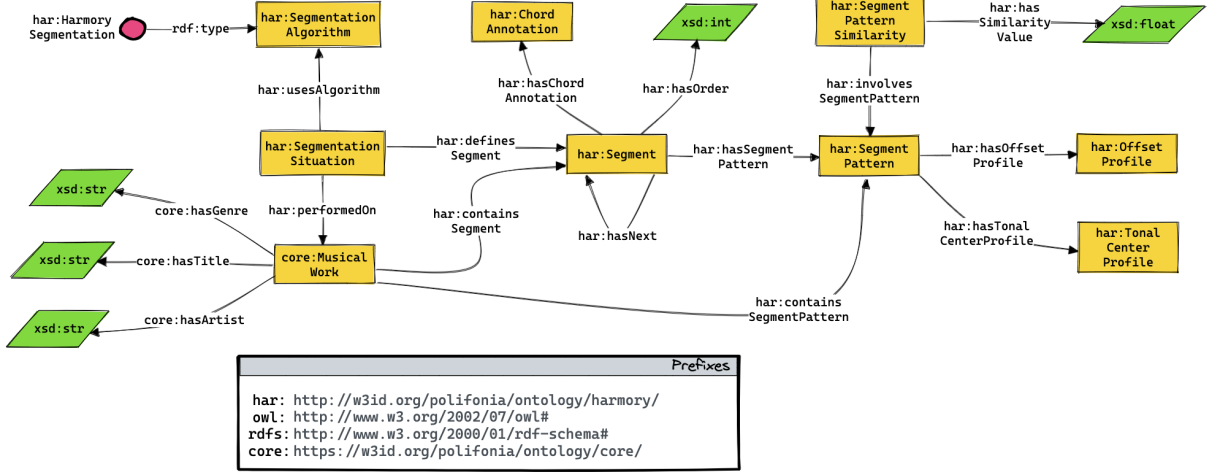 har:Harmory
Segmentation
rdf:type
har:Segmentation
Algorithm
har:Chord
Annotation
xsd:int
har:Segment
Pattern
Similarity
har:has
Similarity
Value
xsd:float
har:usesAlgorithm
har:hasChord
Annotation
har:hasOrder
har:involves
SegmentPattern
har:Segmentation
Situation
har:defines
Segment
har:Segment
har:hasSegment
Pattern
har:Segment
Pattern
har:hasOffset
Profile
har:Offset
Profile
xsd:str
core:hasGenre
har:performedOn
har:contains
Segment
har:hasNext
har:hasTonal
CenterProfile
har:Tonal
Center
Profile
xsd:str
core:hasTitle
core:Musical
Work
xsd:str
core:hasArtist
har:contains
SegmentPattern
Prefixes
har: http://w3id.org/polifonia/ontology/harmory/
owl: http://www.w3.org/2002/07/owl#
rdfs: http://www.w3.org/2000/01/rdf-schema#
core: https://w3id.org/polifonia/ontology/core/